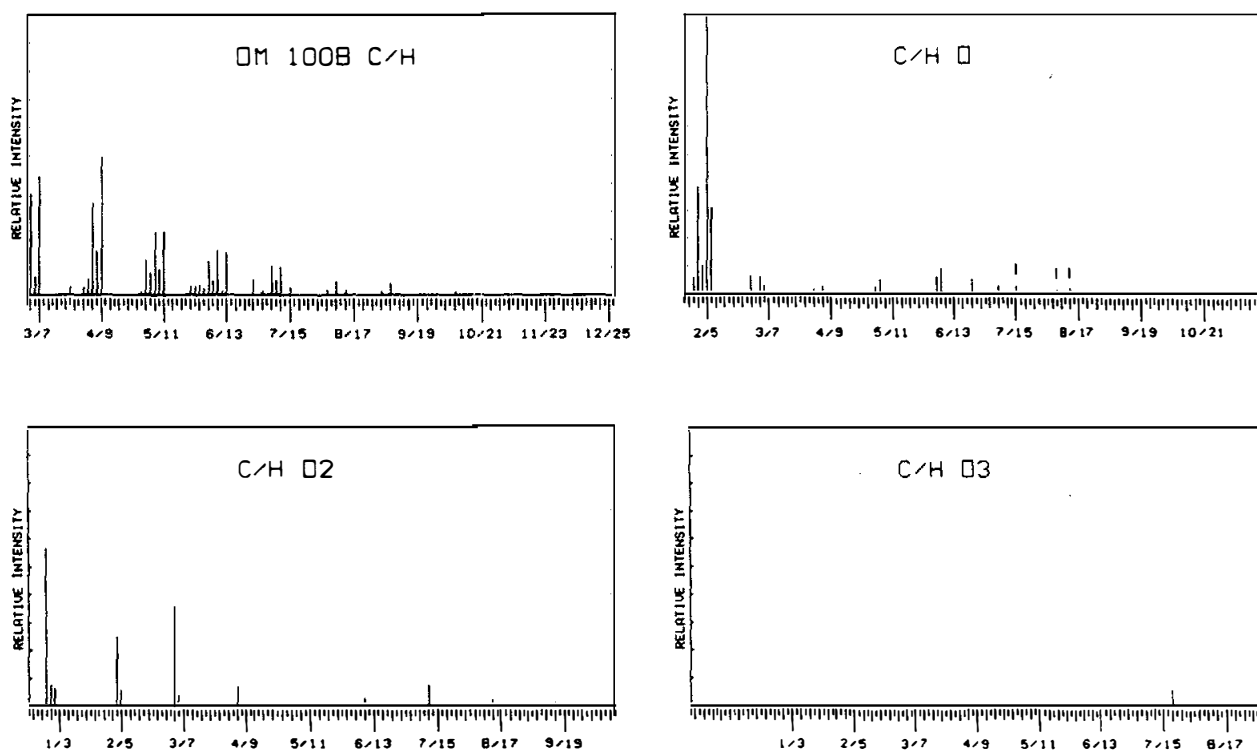 OM 100B C/H
RELATIVE INTENSITY
3/7 4/9 5/11 6/13 7/15 8/17 9/19 10/21 11/23 12/25
C/H O
RELATIVE INTENSITY
2/5 3/7 4/9 5/11 6/13 7/15 8/17 9/19 10/21
C/H O2
RELATIVE INTENSITY
1/3 2/5 3/7 4/9 5/11 6/13 7/15 8/17 9/19
C/H O3
RELATIVE INTENSITY
1/3 2/5 3/7 4/9 5/11 6/13 7/15 8/17